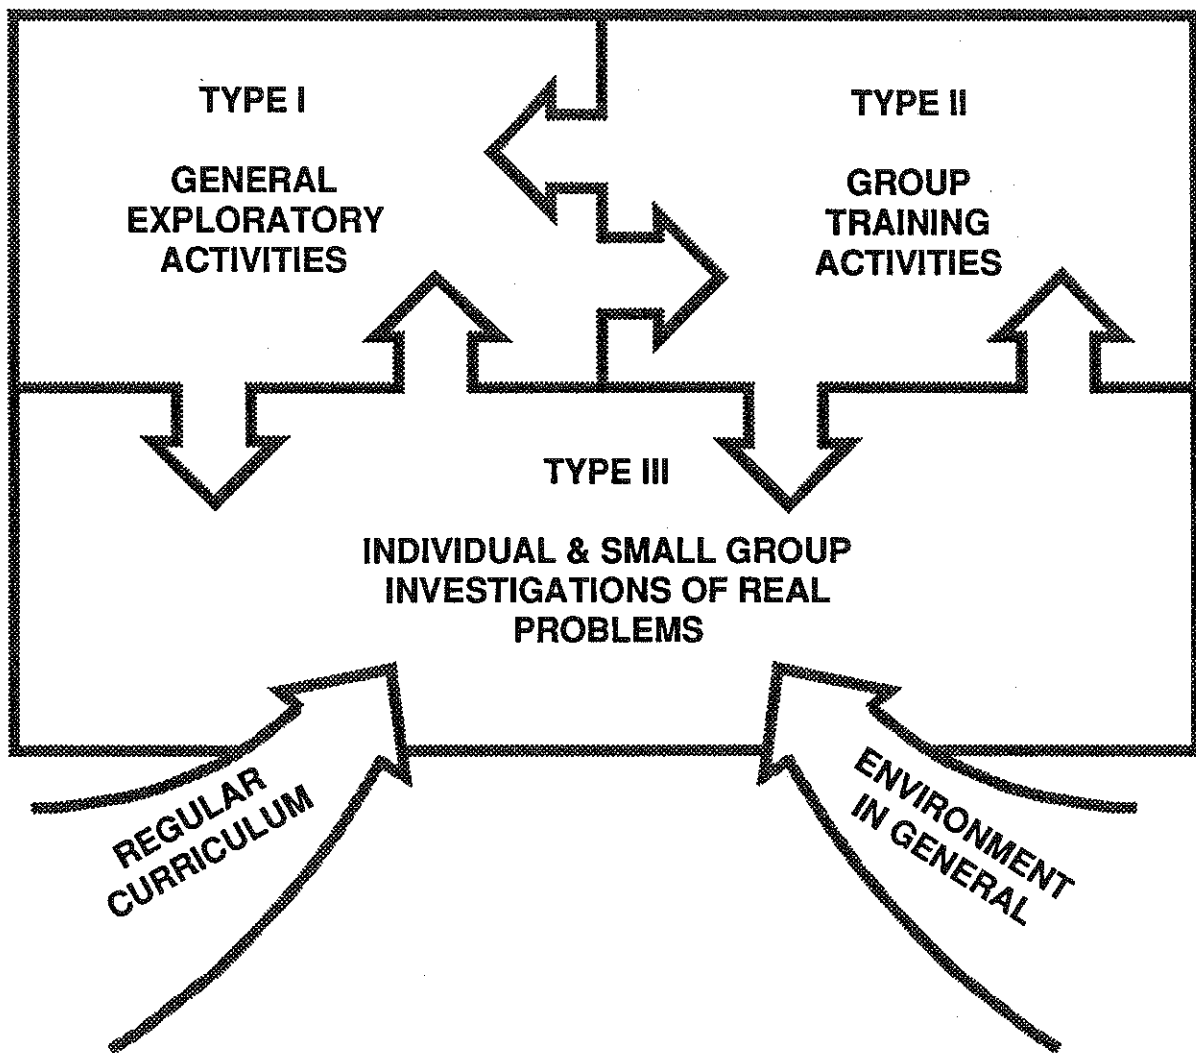 TYPE I
GENERAL
EXPLORATORY
ACTIVITIES
TYPE II
GROUP
TRAINING
ACTIVITIES
TYPE III
INDIVIDUAL & SMALL GROUP
INVESTIGATIONS OF REAL
PROBLEMS
REGULAR
CURRICULUM
ENVIRONMENT
IN GENERAL